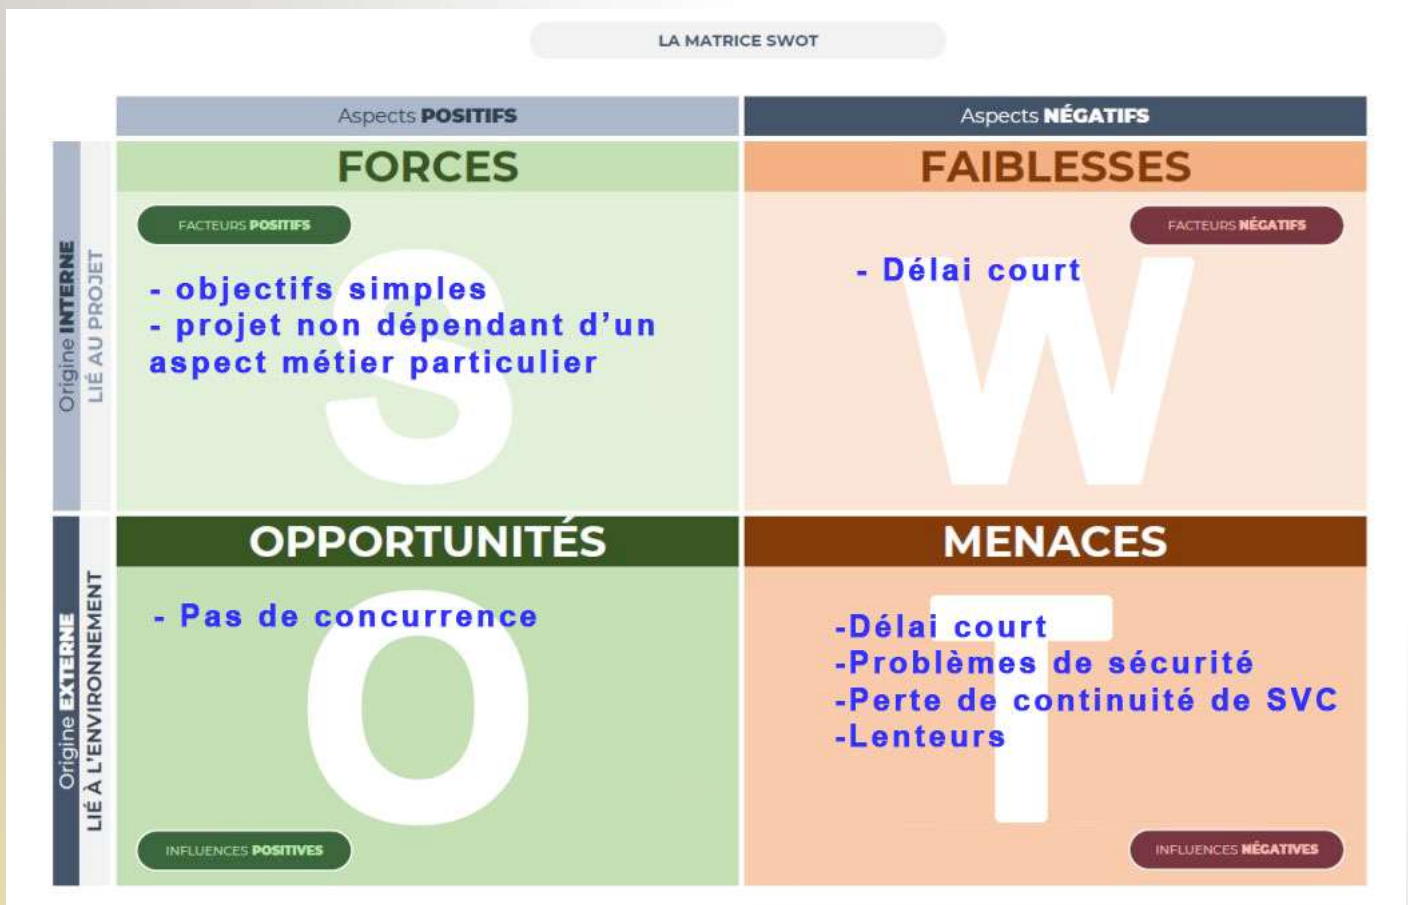 LA MATRICE SWOT
Aspects POSITIFS
Aspects NÉGATIFS
Origine INTERNE
LIÉ AU PROJET
FORCES
FACTEURS POSITIFS
S
- objectifs simples
- projet non dépendant d’un
aspect métier particulier
FAIBLESSES
FACTEURS NÉGATIFS
W
- Délai court
Origine EXTERNE
LIÉ À L'ENVIRONNEMENT
OPPORTUNITÉS
O
- Pas de concurrence
INFLUENCES POSITIVES
MENACES
T
-Délai court
-Problèmes de sécurité
-Perte de continuité de SVC
-Lenteurs
INFLUENCES NÉGATIVES